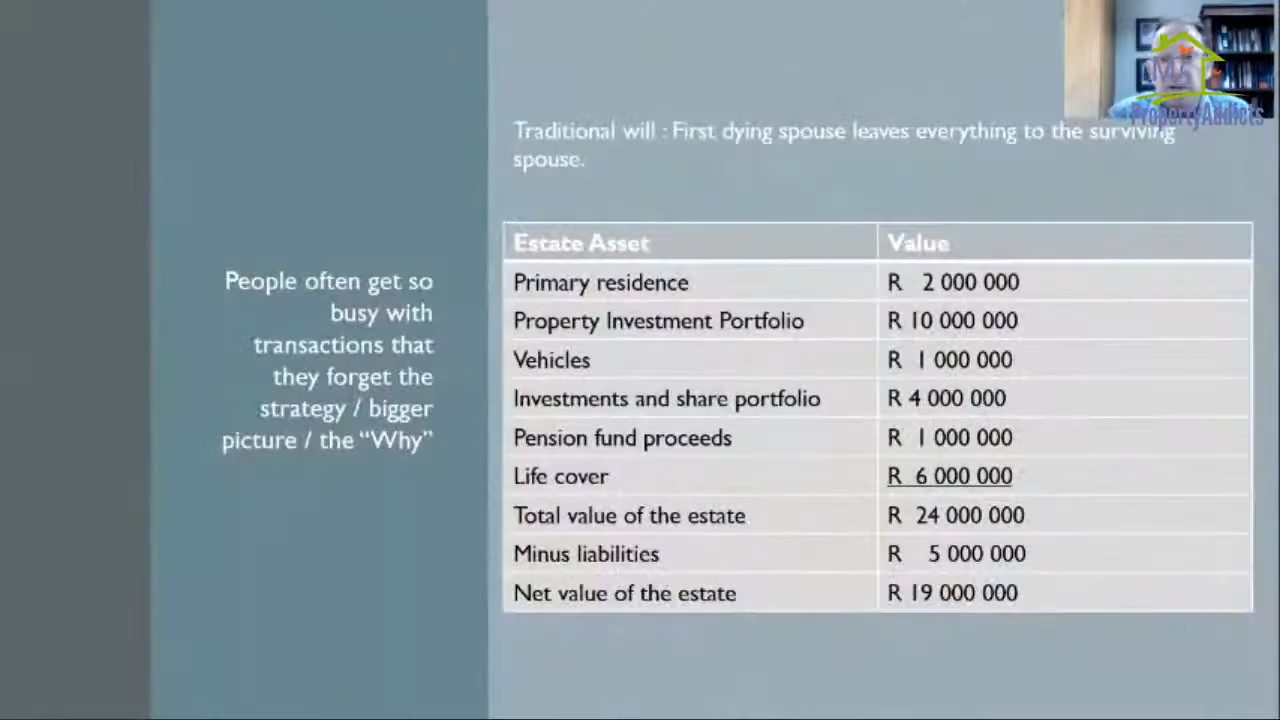 PropertyAddicts
Traditional will : First dying spouse leaves everything to the surviving
spouse.
People often get so
busy with
transactions that
they forget the
strategy / bigger
picture / the “Why”
Estate Asset Value
Primary residence R 2 000 000
Property Investment Portfolio R 10 000 000
Vehicles R 1 000 000
Investments and share portfolio R 4 000 000
Pension fund proceeds R 1 000 000
Life cover R 6 000 000
Total value of the estate R 24 000 000
Minus liabilities R 5 000 000
Net value of the estate R 19 000 000